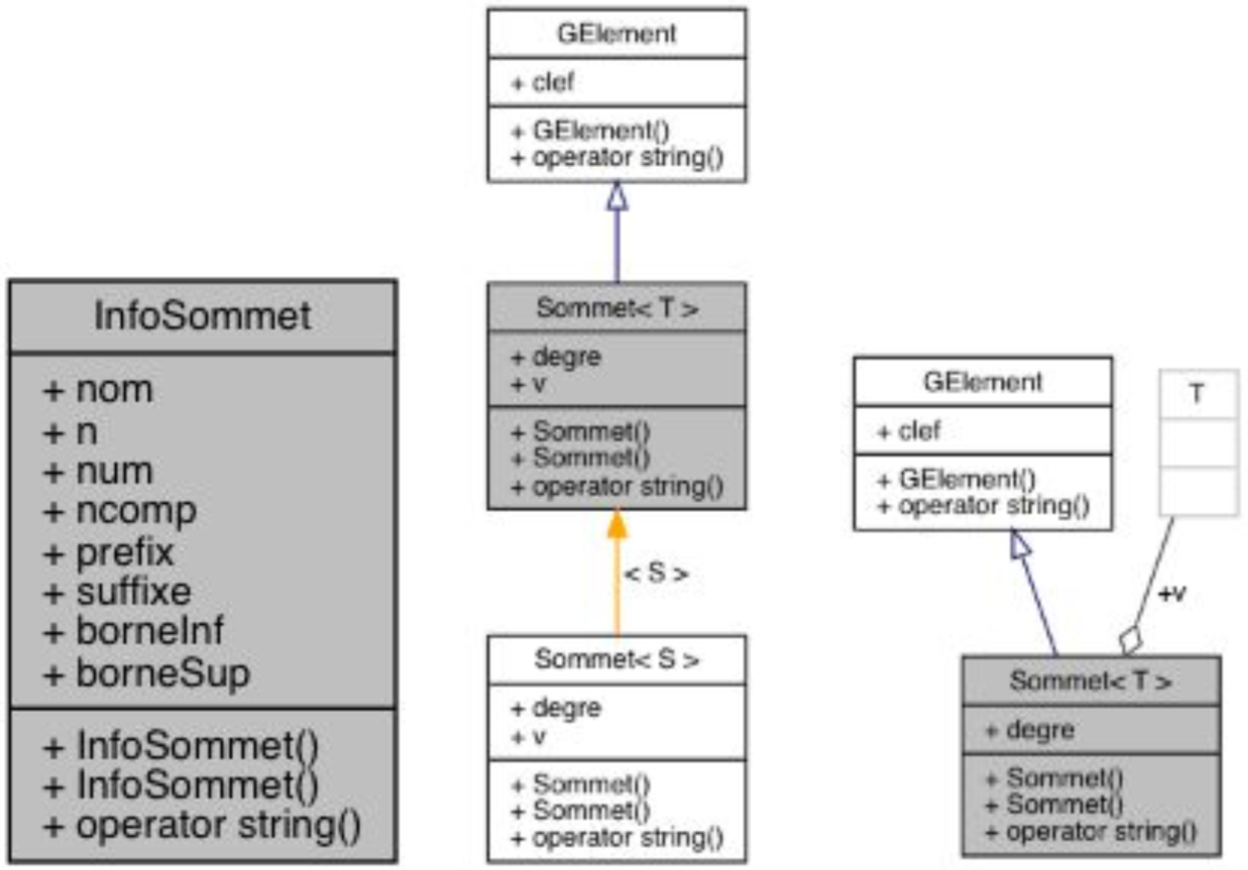 InfoSommet
+ nom
+ n
+ num
+ ncomp
+ prefix
+ suffixe
+ borneInf
+ borneSup
+ InfoSommet()
+ InfoSommet()
+ operator string()
GElement
+ clef
+ GElement()
+ operator string()
Sommet< T >
+ degre
+ v
+ Sommet()
+ Sommet()
+ operator string()
< S >
Sommet< S >
+ degre
+ v
+ Sommet()
+ Sommet()
+ operator string()
GElement
+ clef
+ GElement()
+ operator string()
T
+v
Sommet< T >
+ degre
+ Sommet()
+ Sommet()
+ operator string()